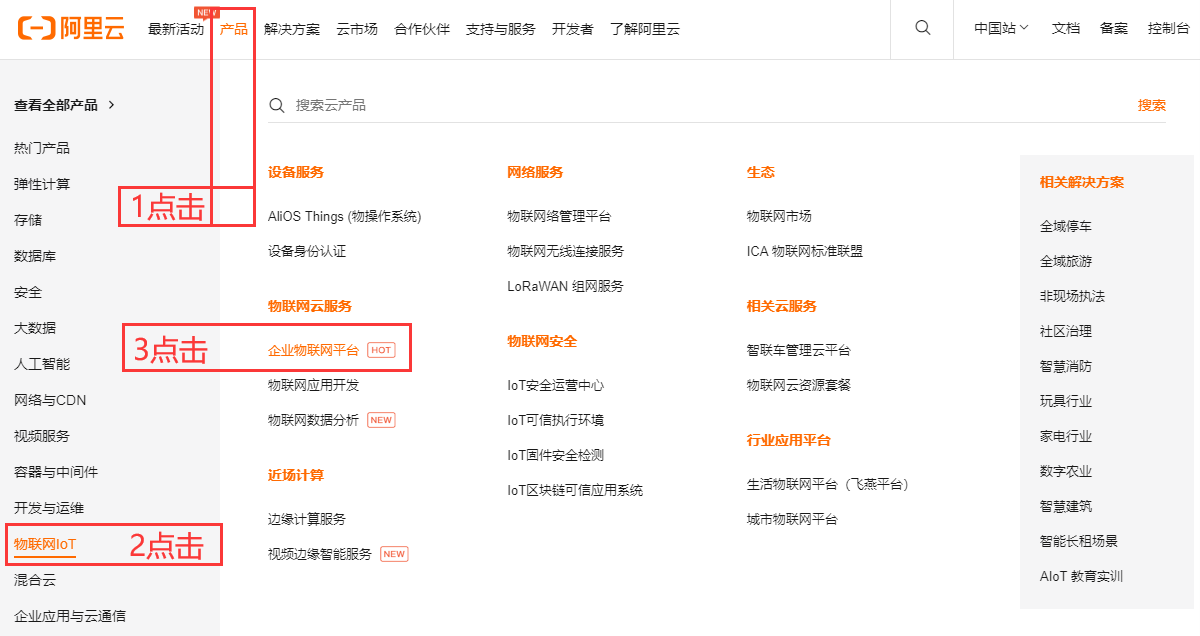 阿里云
最新活动 NEW 产品 解决方案 云市场 合作伙伴 支持与服务 开发者 了解阿里云 中国站 文档 备案 控制台
查看全部产品
热门产品
弹性计算
存储
数据库
安全
大数据
人工智能
网络与CDN
视频服务
容器与中间件
开发与运维
物联网IoT
混合云
企业应用与云通信
1点击
2点击
3点击
搜索云产品 搜索
设备服务
AliOS Things (物操作系统)
设备身份认证
物联网云服务
企业物联网平台 HOT
物联网应用开发
物联网数据分析 NEW
近场计算
边缘计算服务
视频边缘智能服务 NEW
网络服务
物联网络管理平台
物联网无线连接服务
LoRaWAN 组网服务
物联网安全
IoT安全运营中心
IoT可信执行环境
IoT固件安全检测
IoT区块链可信应用系统
生态
物联网市场
ICA 物联网标准联盟
相关云服务
智联车管理云平台
物联网云资源套餐
行业应用平台
生活物联网平台（飞燕平台）
城市物联网平台
相关解决方案
全域停车
全域旅游
非现场执法
社区治理
智慧消防
玩具行业
家电行业
数字农业
智慧建筑
智能长租场景
AIoT 教育实训